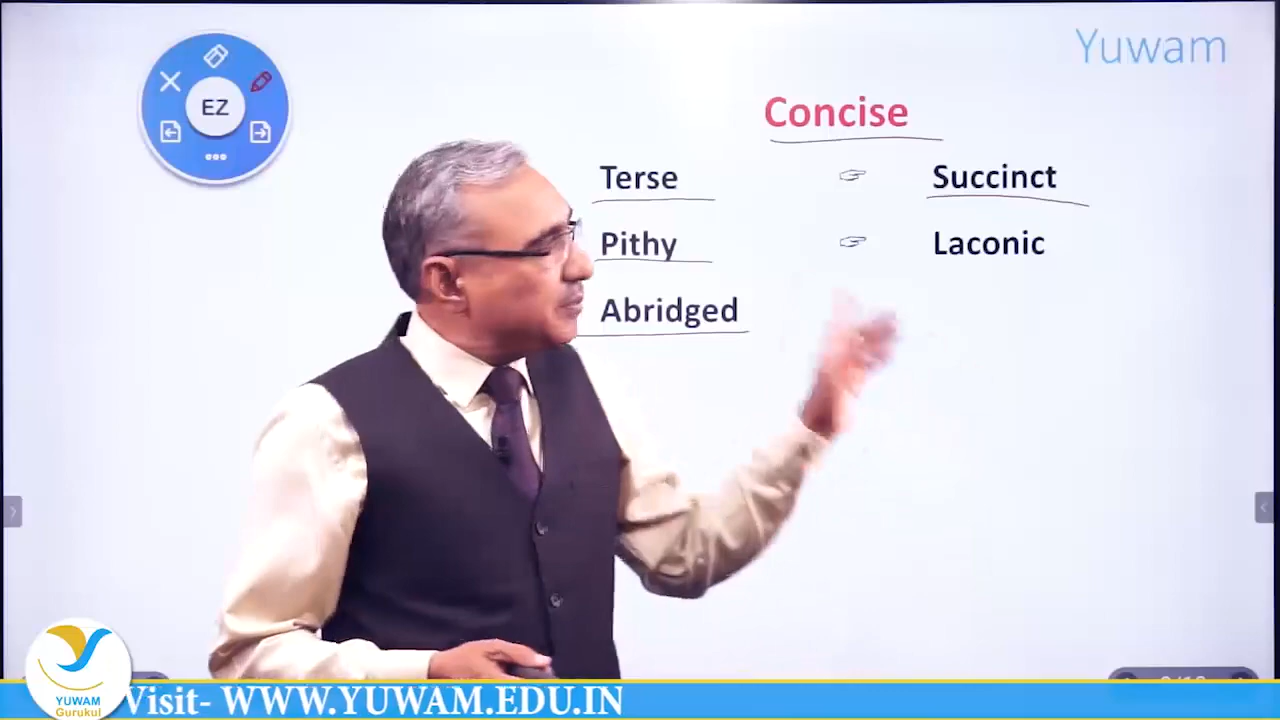 Yuwam
EZ
Concise
Terse ☞ Succinct
Pithy ☞ Laconic
Abridged
YUWAM
Gurukul
Visit- WWW.YUWAM.EDU.IN